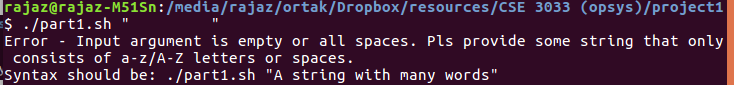 rajaz@rajaz-M51Sn:/media/rajaz/ortak/Dropbox/resources/CSE 3033 (opsys)/project1
$ ./part1.sh "         "
Error - Input argument is empty or all spaces. Pls provide some string that only
 consists of a-z/A-Z letters or spaces.
Syntax should be: ./part1.sh "A string with many words"